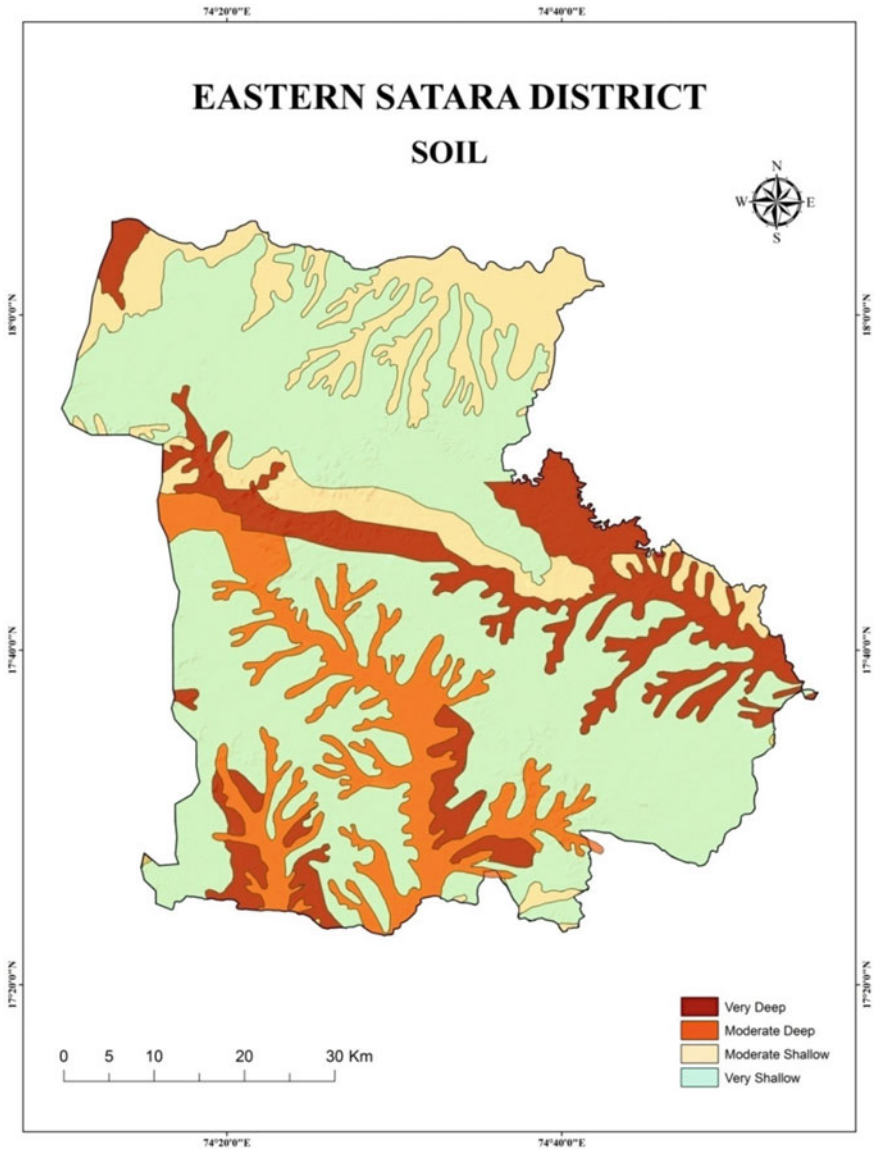 74°20'0"E 74°40'0"E
EASTERN SATARA DISTRICT
SOIL
N
W E
S
18°0'0"N 18°0'0"N
17°40'0"N 17°40'0"N
17°20'0"N 17°20'0"N
Very Deep
Moderate Deep
Moderate Shallow
Very Shallow
0 5 10 20 30 Km
74°20'0"E 74°40'0"E